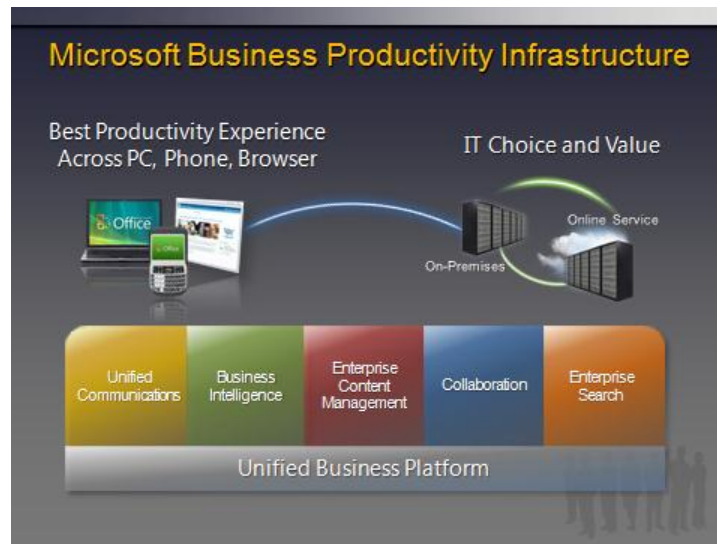 Microsoft Business Productivity Infrastructure
Best Productivity Experience
Across PC, Phone, Browser
IT Choice and Value
Office
Office
Online Service
On-Premises
Unified
Communications
Business
Intelligence
Enterprise
Content
Management
Collaboration
Enterprise
Search
Unified Business Platform